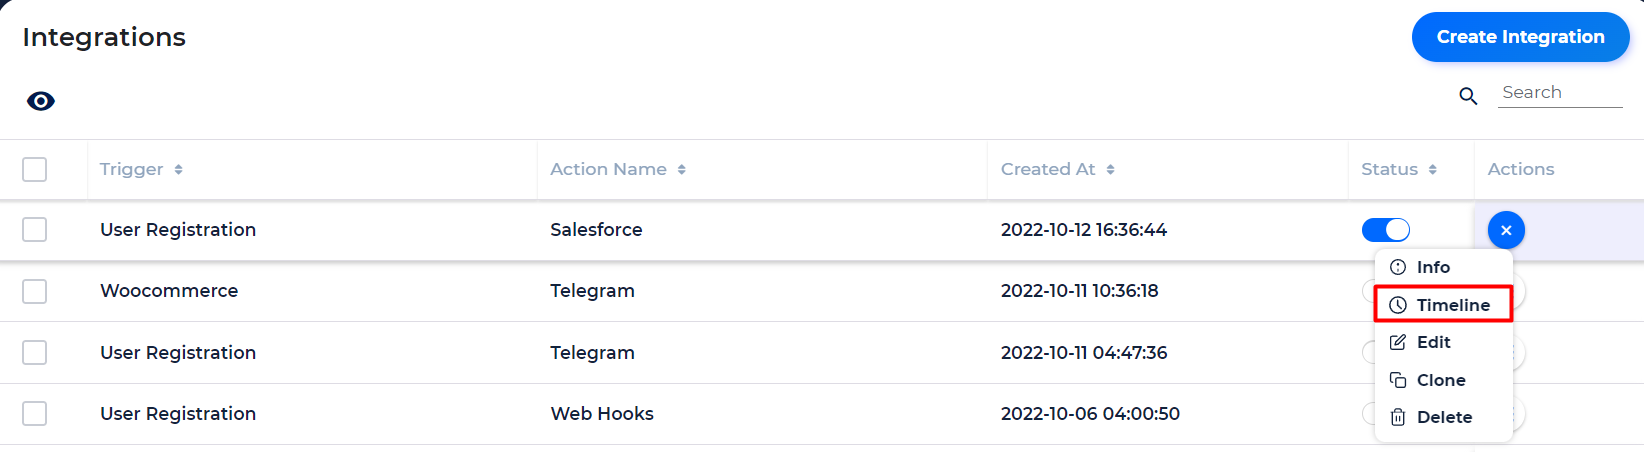 Integrations
Create Integration
Search
Trigger Action Name Created At Status Actions
User Registration Salesforce 2022-10-12 16:36:44
Info
Woocommerce Telegram 2022-10-11 10:36:18
Timeline
User Registration Telegram 2022-10-11 04:47:36
Edit
Clone
User Registration Web Hooks 2022-10-06 04:00:50
Delete